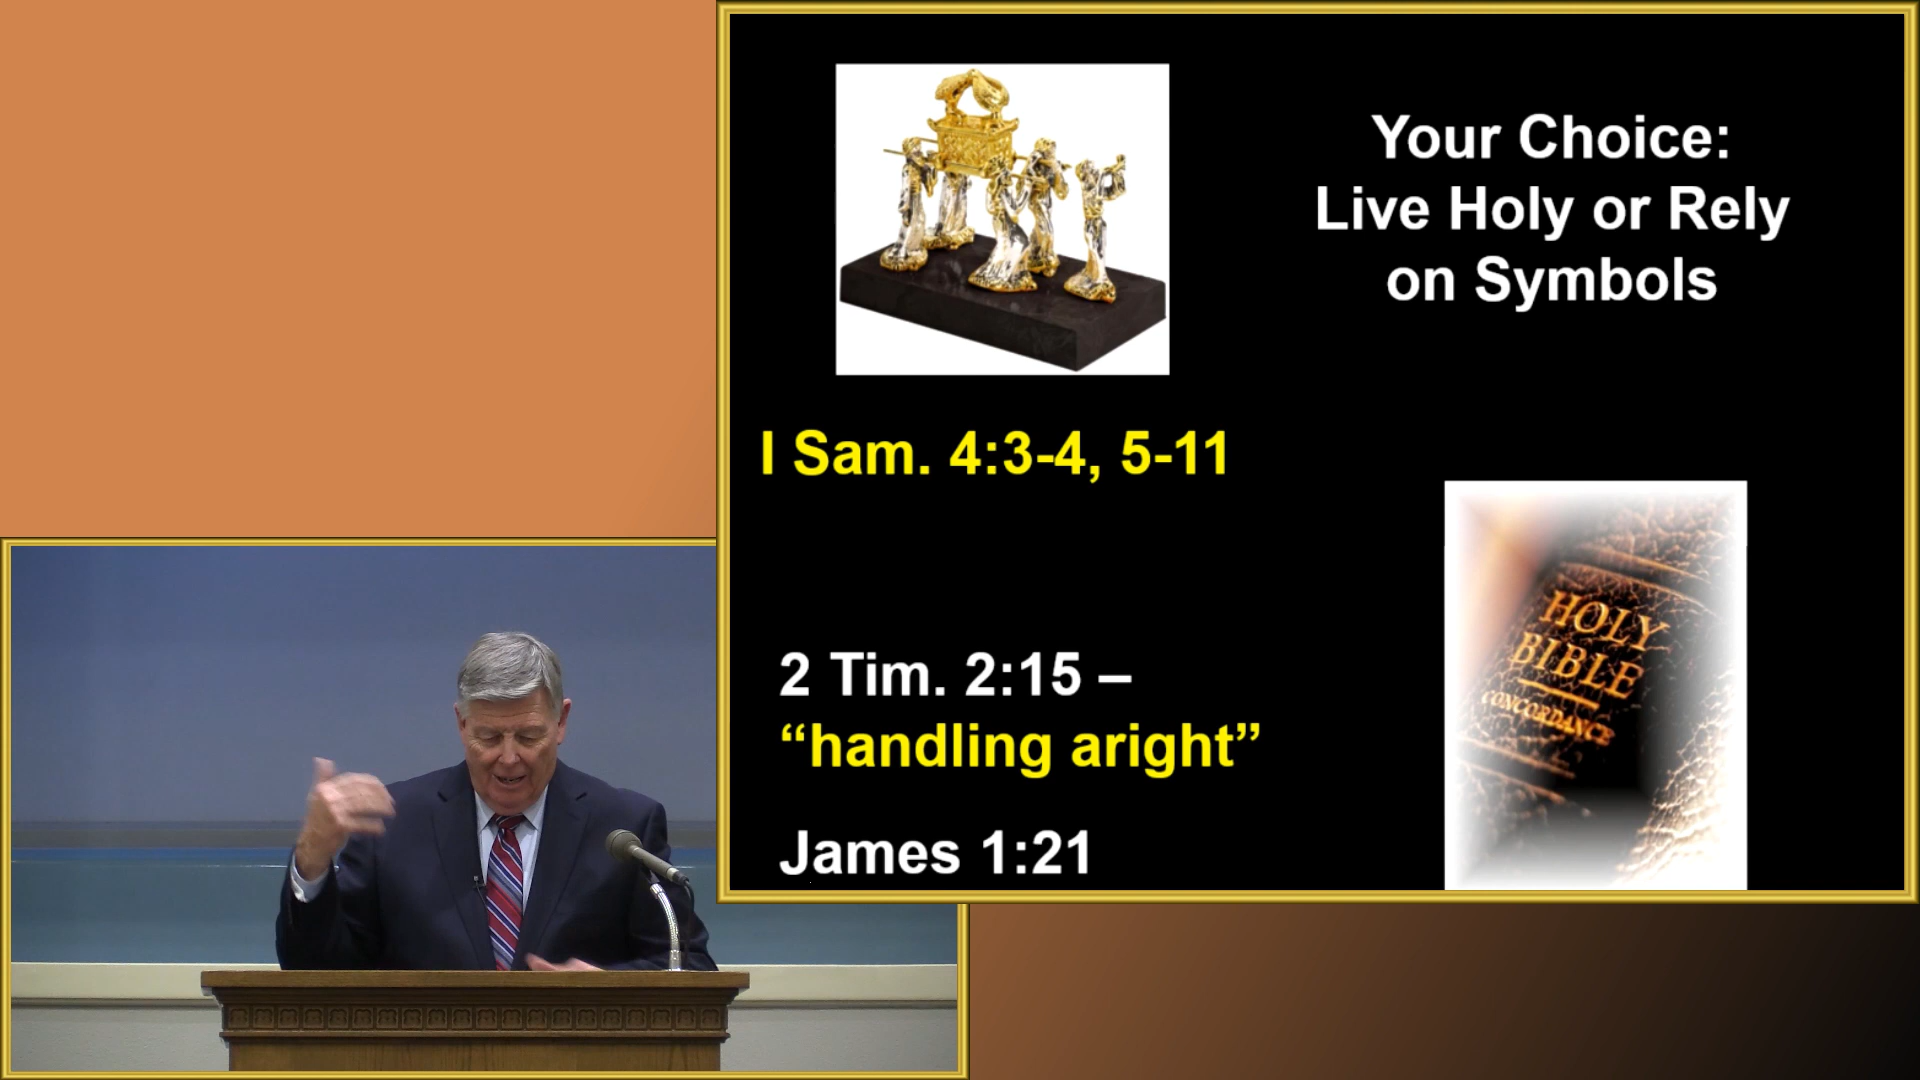 Your Choice:
Live Holy or Rely
on Symbols
I Sam. 4:3-4, 5-11
2 Tim. 2:15 –
“handling aright”
James 1:21
HOLY
BIBLE
CONCORDANCE